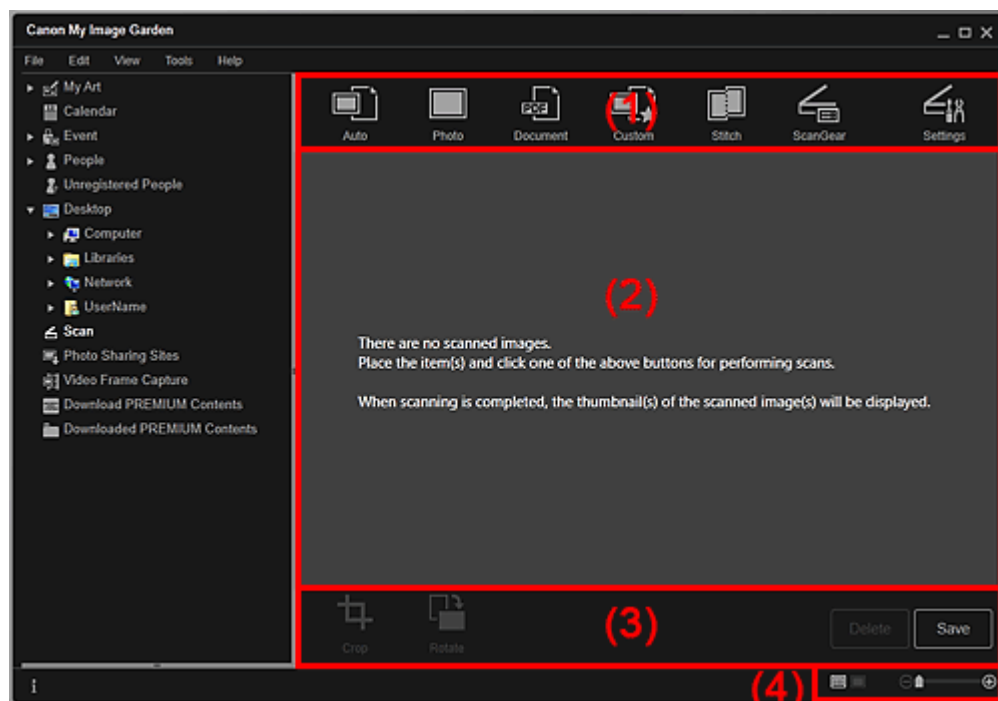 Canon My Image Garden
File Edit View Tools Help
My Art
Calendar
Event
People
Unregistered People
Desktop
Computer
Libraries
Network
UserName
Scan
Photo Sharing Sites
Video Frame Capture
Download PREMIUM Contents
Downloaded PREMIUM Contents
PDF
Auto Photo Document Custom Stitch ScanGear Settings
(1)
(2)
There are no scanned images.
Place the item(s) and click one of the above buttons for performing scans.
When scanning is completed, the thumbnail(s) of the scanned image(s) will be displayed.
Crop Rotate
(3)
Delete Save
(4)